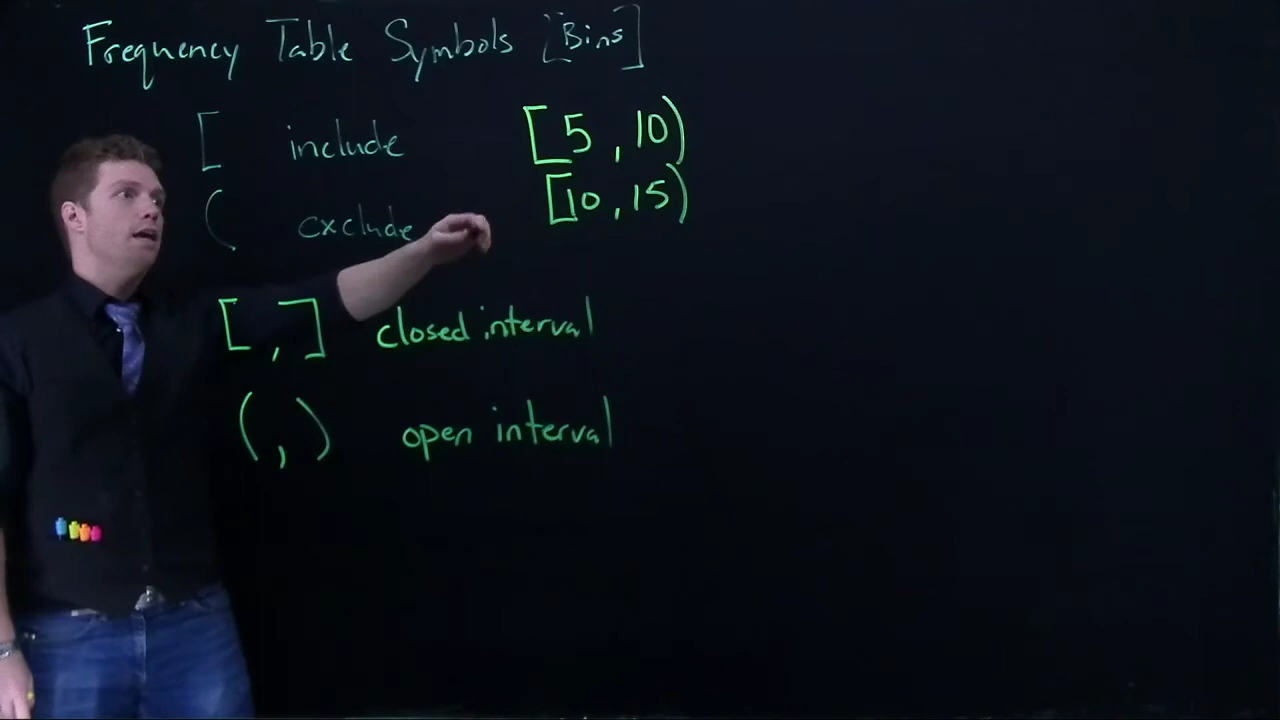 Frequency Table Symbols [Bins]
[ include [5, 10)
( exclude [10, 15)
[ , ] closed interval
( , ) open interval